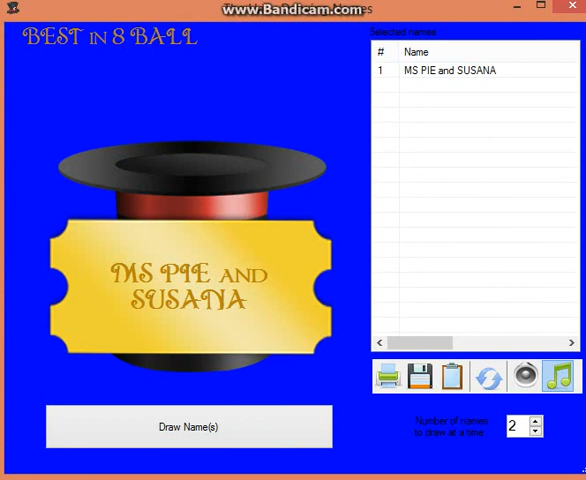 www.Bandicam.com
BEST IN 8 BALL
Selected names
# Name
1 MS PIE and SUSANA
MS PIE AND
SUSANA
Draw Name(s)
Number of names
to draw at a time:
2